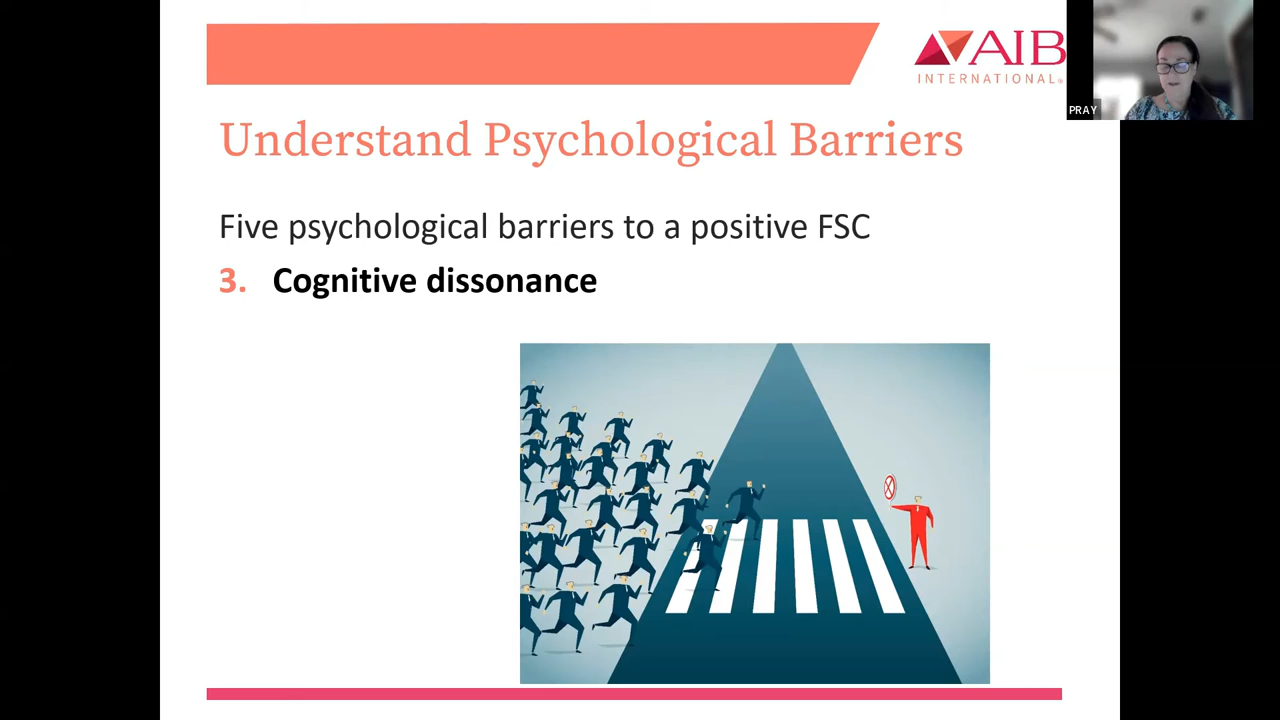 AIB
INTERNATIONAL®
PRAY
Understand Psychological Barriers
Five psychological barriers to a positive FSC
3. Cognitive dissonance